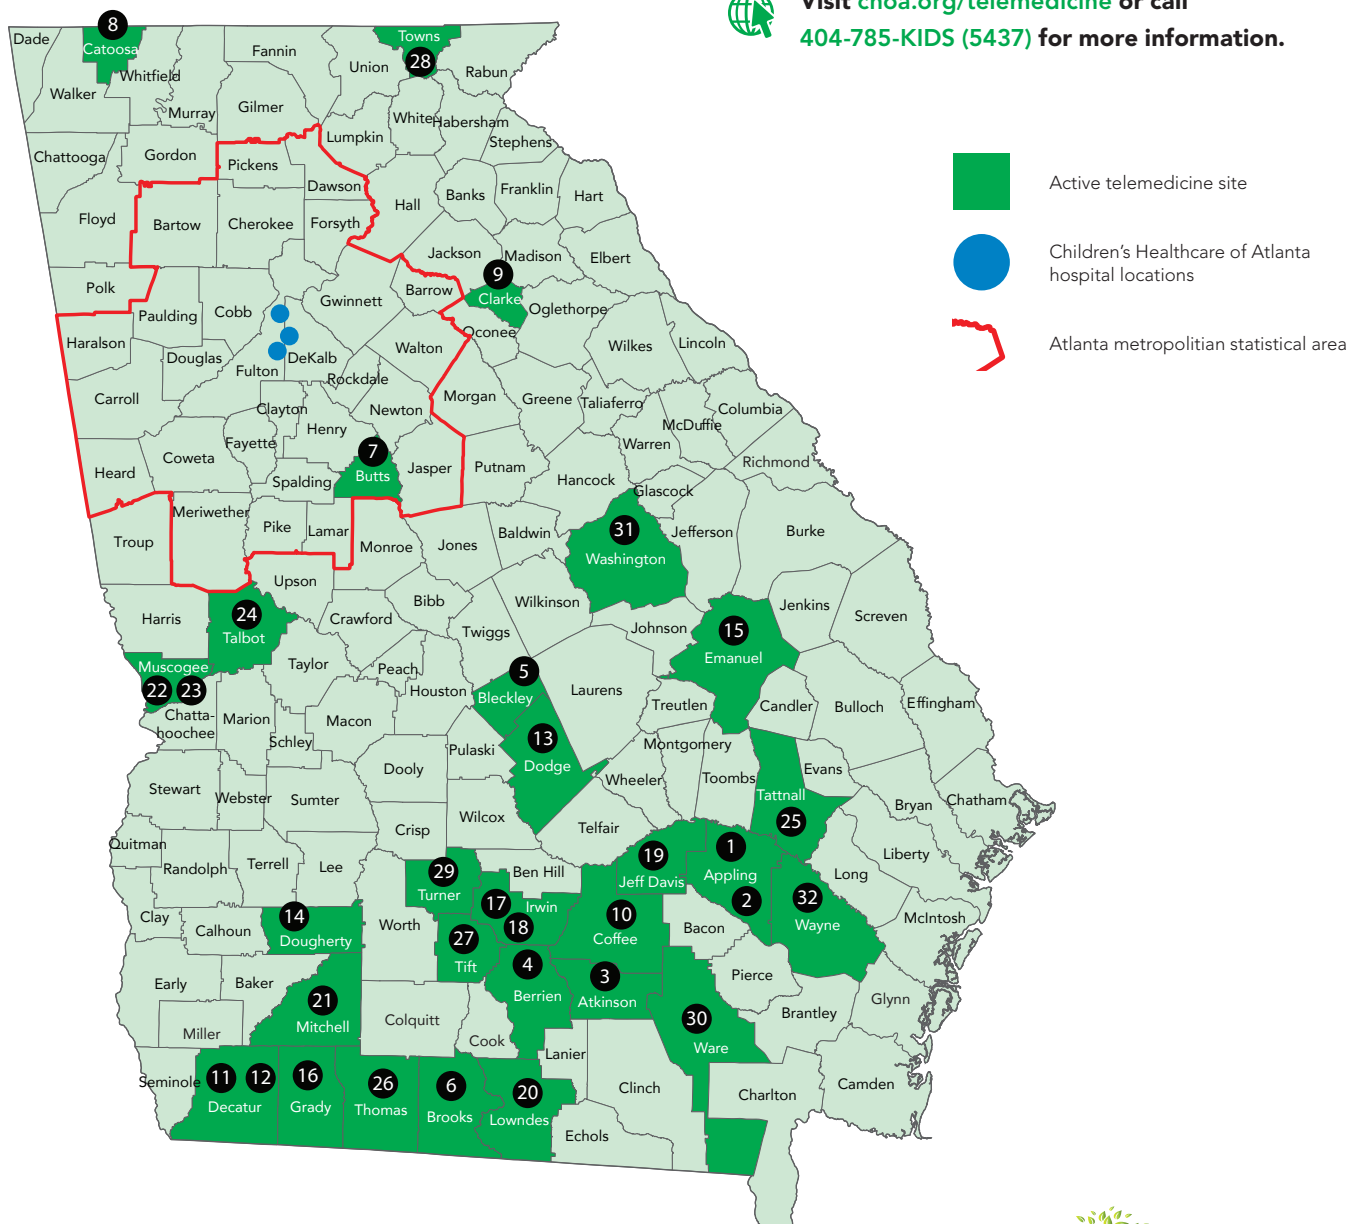 Visit choa.org/telemedicine or call
404-785-KIDS (5437) for more information.
Active telemedicine site
Children's Healthcare of Atlanta
hospital locations
Atlanta metropolitian statistical area
8
Dade
Catoosa
Fannin
Towns
28
Union
Rabun
Whitfield
Walker
Murray
Gilmer
White
Habersham
Lumpkin
Stephens
Chattooga
Gordon
Pickens
Dawson
Banks
Franklin
Hart
Hall
Floyd
Bartow
Cherokee
Forsyth
Jackson
Madison
Elbert
9
Polk
Gwinnett
Barrow
Clarke
Oglethorpe
Paulding
Cobb
Oconee
Haralson
Douglas
DeKalb
Walton
Wilkes
Lincoln
Fulton
Rockdale
Carroll
Clayton
Newton
Morgan
Greene
Taliaferro
Columbia
McDuffie
Henry
Fayette
Warren
7
Coweta
Heard
Spalding
Butts
Jasper
Putnam
Richmond
Hancock
Glascock
Meriwether
Pike
Lamar
31
Troup
Monroe
Jones
Baldwin
Washington
Jefferson
Burke
Upson
Bibb
Wilkinson
Jenkins
Screven
24
Harris
Talbot
Crawford
Twiggs
Johnson
15
Emanuel
Muscogee
22
23
Taylor
Peach
5
Houston
Bleckley
Laurens
Treutlen
Candler
Bulloch
Effingham
Chatta-
hoochee
Marion
Macon
Schley
Pulaski
13
Dodge
Montgomery
Dooly
Wheeler
Toombs
Evans
Stewart
Webster
Sumter
Tattnall
25
Bryan
Chatham
Crisp
Wilcox
Telfair
Quitman
Randolph
Terrell
Lee
29
Turner
Ben Hill
19
Jeff Davis
1
Appling
2
Long
Liberty
32
Wayne
Clay
Calhoun
14
Dougherty
Worth
17
Irwin
18
10
Coffee
Bacon
McIntosh
27
Tift
Early
Baker
4
Berrien
3
Atkinson
Pierce
21
Mitchell
Brantley
Glynn
Miller
Colquitt
Cook
30
Ware
Lanier
Seminole
11
12
Decatur
16
Grady
26
Thomas
6
Brooks
20
Lowndes
Clinch
Charlton
Camden
Echols